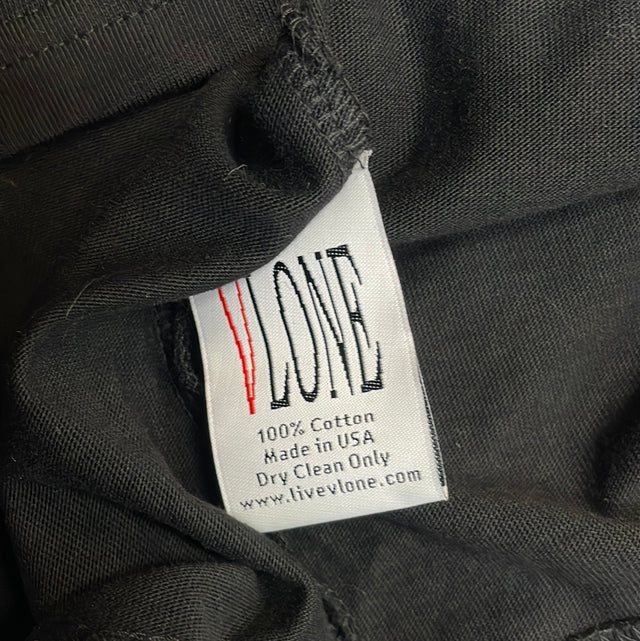 VLONE
100% Cotton
Made in USA
Dry Clean Only
www.livevlone.com